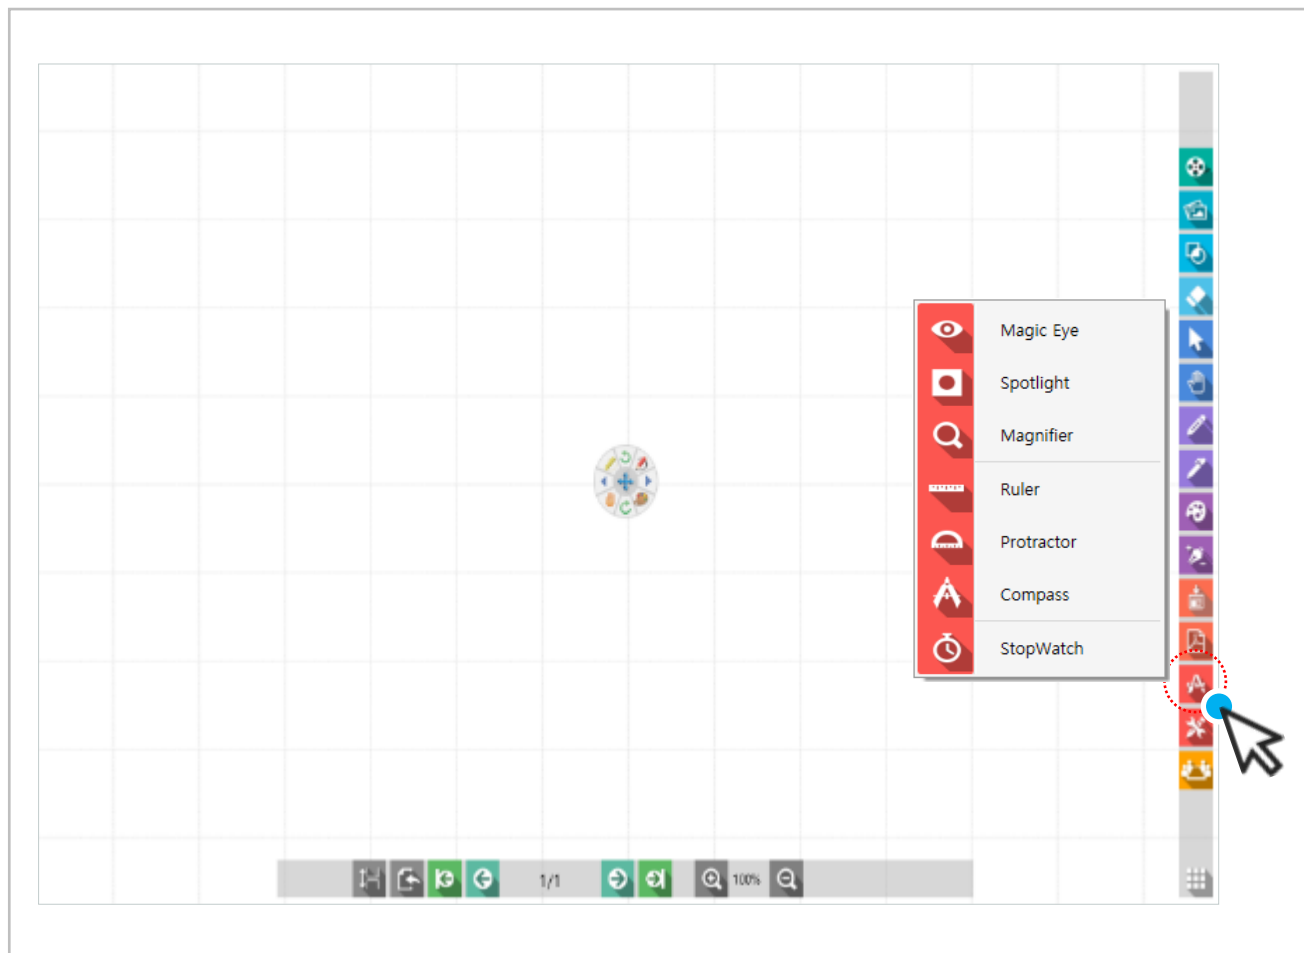 Magic Eye
Spotlight
Magnifier
Ruler
Protractor
Compass
StopWatch
1/1
100%